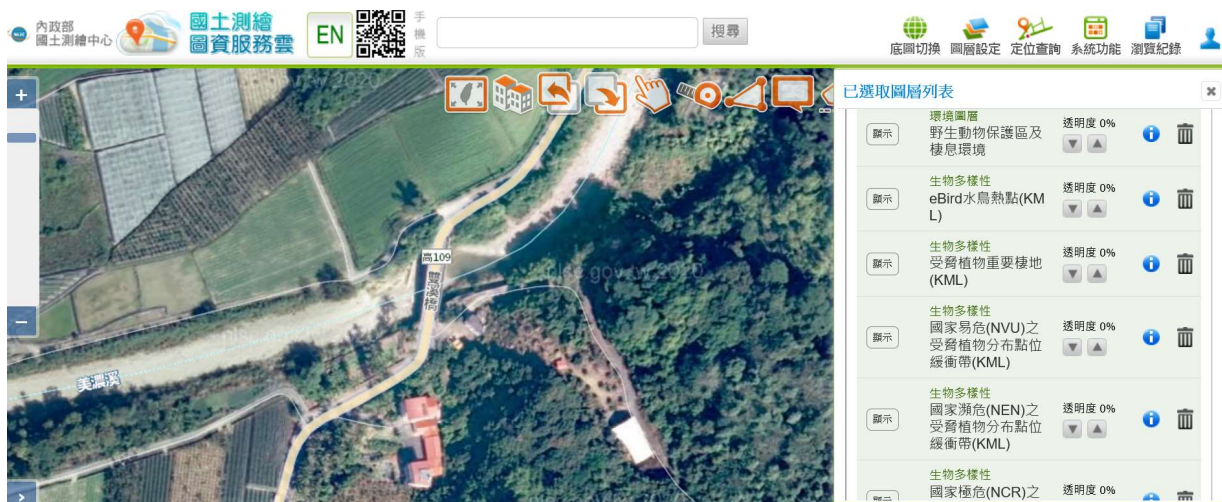 內政部
國土測繪中心
國土測繪
圖資服務雲
EN
手機版
搜尋
底圖切換
圖層設定
定位查詢
系統功能
瀏覽紀錄
+
高109
雙溪橋
nlsc.gov.tw 2020
美濃溪
−
已選取圖層列表
顯示
環境圖層
野生動物保護區及
棲息環境
透明度 0%
顯示
生物多樣性
eBird水鳥熱點(KM
L)
透明度 0%
顯示
生物多樣性
受脅植物重要棲地
(KML)
透明度 0%
顯示
生物多樣性
國家易危(NVU)之
受脅植物分布點位
緩衝帶(KML)
透明度 0%
顯示
生物多樣性
國家瀕危(NEN)之
受脅植物分布點位
緩衝帶(KML)
透明度 0%
顯示
生物多樣性
國家極危(NCR)之
透明度 0%